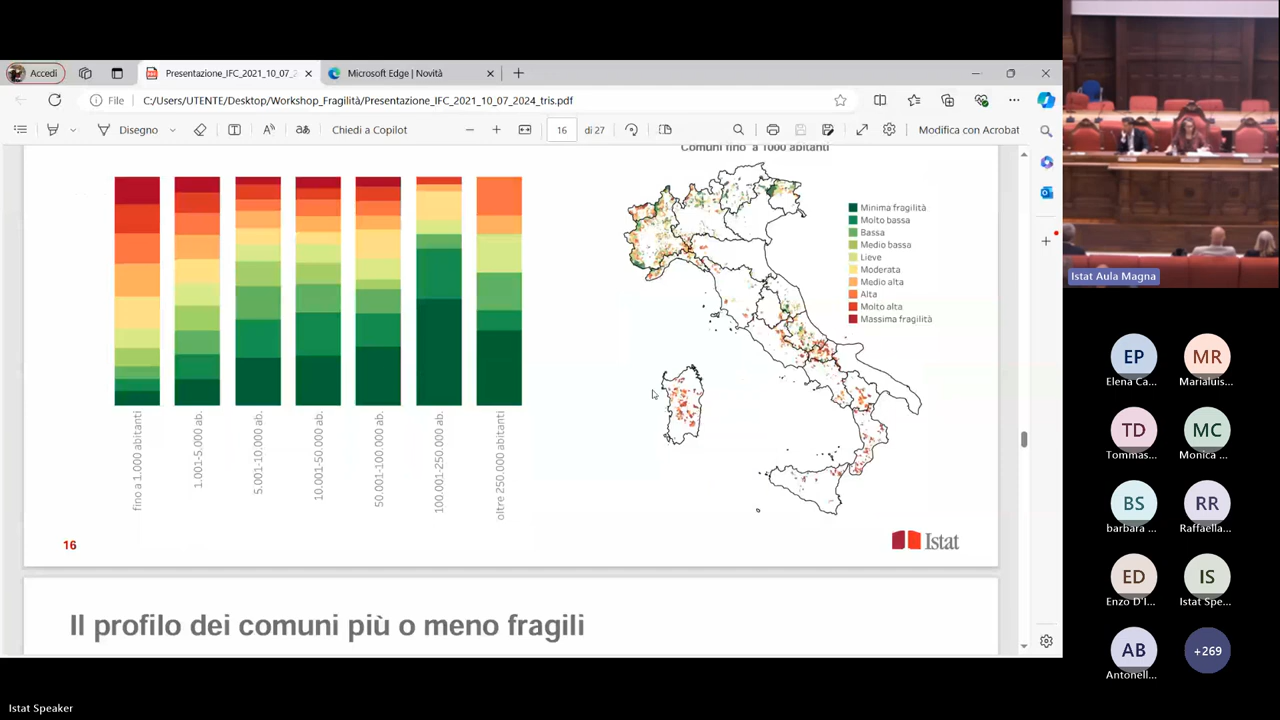 Accedi
Presentazione_IFC_2021_10_07_2
Microsoft Edge | Novità
File
C:/Users/UTENTE/Desktop/Workshop_Fragilità/Presentazione_IFC_2021_10_07_2024_tris.pdf
Disegno
Chiedi a Copilot
16
di 27
Modifica con Acrobat
Comuni fino a 1000 abitanti
Minima fragilità
Molto bassa
Bassa
Medio bassa
Lieve
Moderata
Medio alta
Alta
Molto alta
Massima fragilità
fino a 1.000 abitanti
1.001-5.000 ab.
5.001-10.000 ab.
10.001-50.000 ab.
50.001-100.000 ab.
100.001-250.000 ab.
oltre 250.000 abitanti
16
Istat
Il profilo dei comuni più o meno fragili
Istat Aula Magna
EP
Elena Ca...
MR
Marialuis...
TD
Tommas...
MC
Monica ...
BS
barbara ...
RR
Raffaella...
ED
Enzo D'I...
IS
Istat Spe...
AB
Antonell...
+269
Istat Speaker